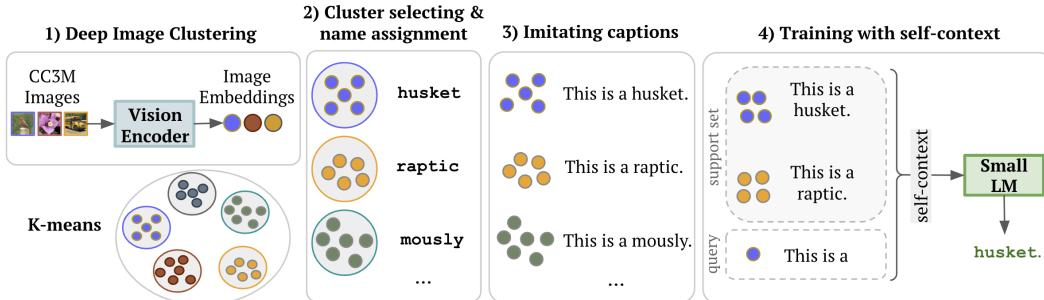 1) Deep Image Clustering
CC3M
Images
Vision
Encoder
Image
Embeddings
K-means
2) Cluster selecting &
name assignment
husket
raptic
mously
...
3) Imitating captions
This is a husket.
This is a raptic.
This is a mously.
...
4) Training with self-context
support set
This is a
husket.
This is a
raptic.
query
This is a
self-context
Small
LM
husket.